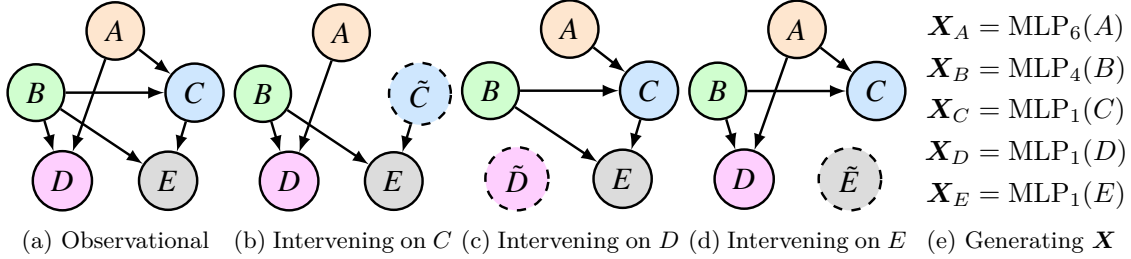 A
B
C
D
E
(a) Observational
A
B
C̃
D
E
(b) Intervening on C
A
B
C
D̃
E
(c) Intervening on D
A
B
C
D
Ẽ
(d) Intervening on E
X_A = MLP_6(A)
X_B = MLP_4(B)
X_C = MLP_1(C)
X_D = MLP_1(D)
X_E = MLP_1(E)
(e) Generating X